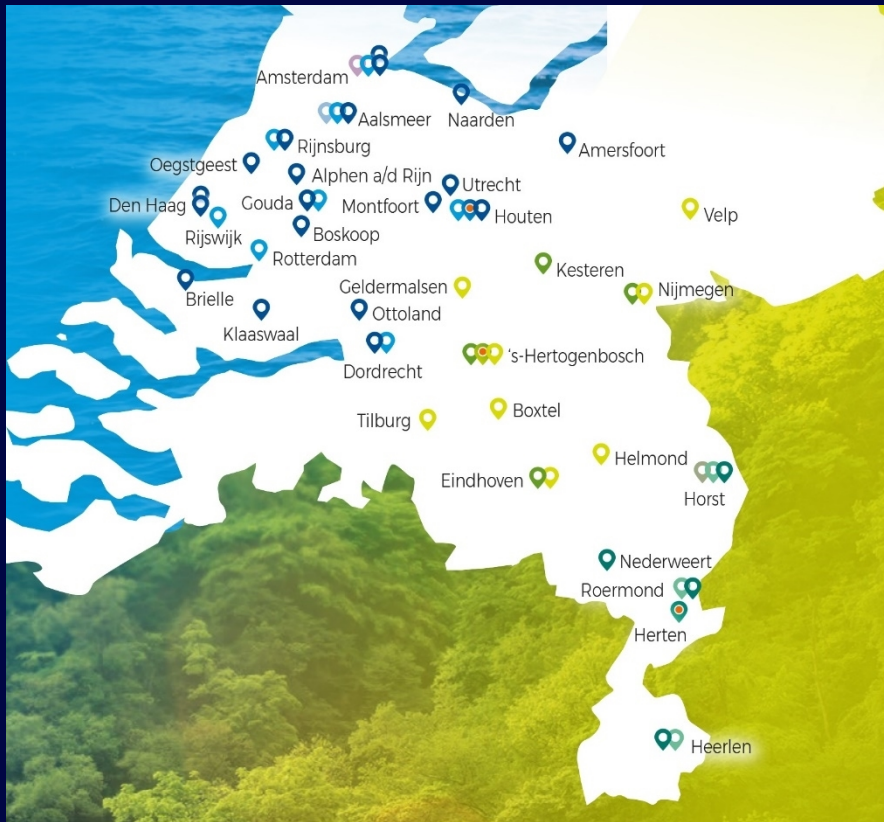 Amsterdam
Aalsmeer
Naarden
Rijnsburg
Amersfoort
Oegstgeest
Alphen a/d Rijn
Utrecht
Den Haag
Gouda
Montfoort
Houten
Velp
Rijswijk
Boskoop
Rotterdam
Kesteren
Brielle
Geldermalsen
Nijmegen
Klaaswaal
Ottoland
Dordrecht
‘s-Hertogenbosch
Tilburg
Boxtel
Helmond
Eindhoven
Horst
Nederweert
Roermond
Herten
Heerlen